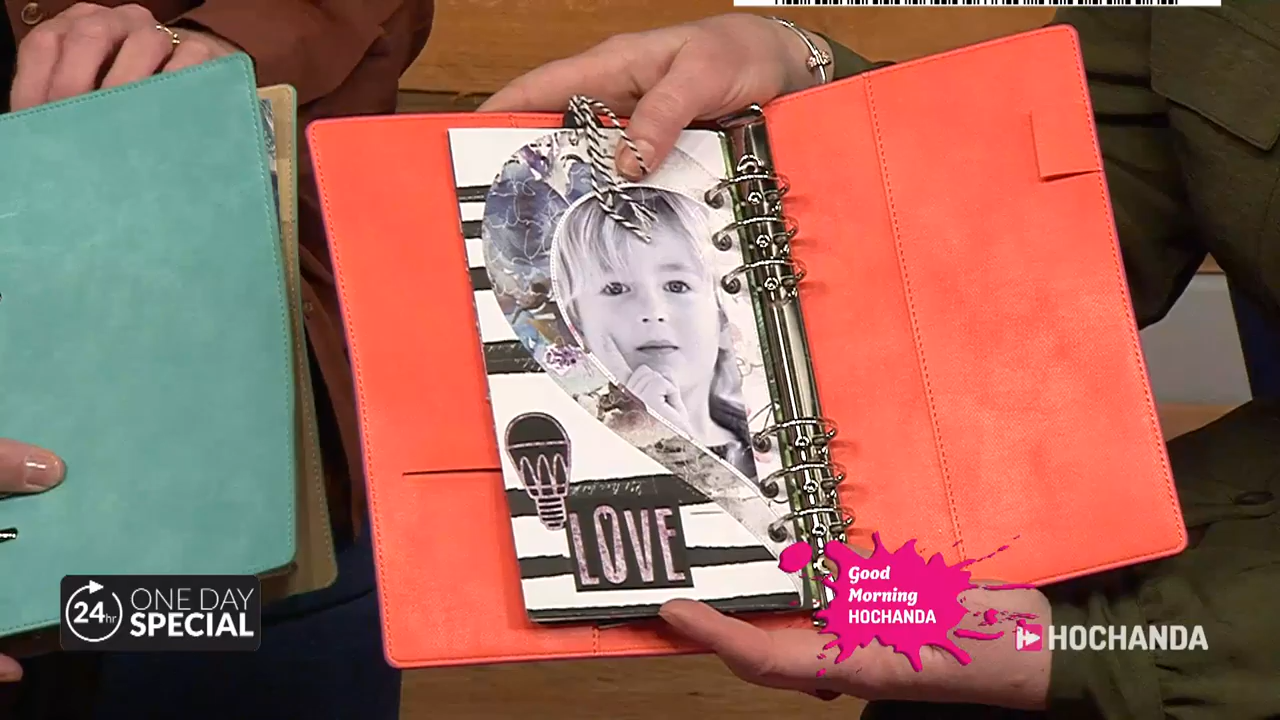 LOVE
24hr
ONE DAY
SPECIAL
Good
Morning
HOCHANDA
HOCHANDA